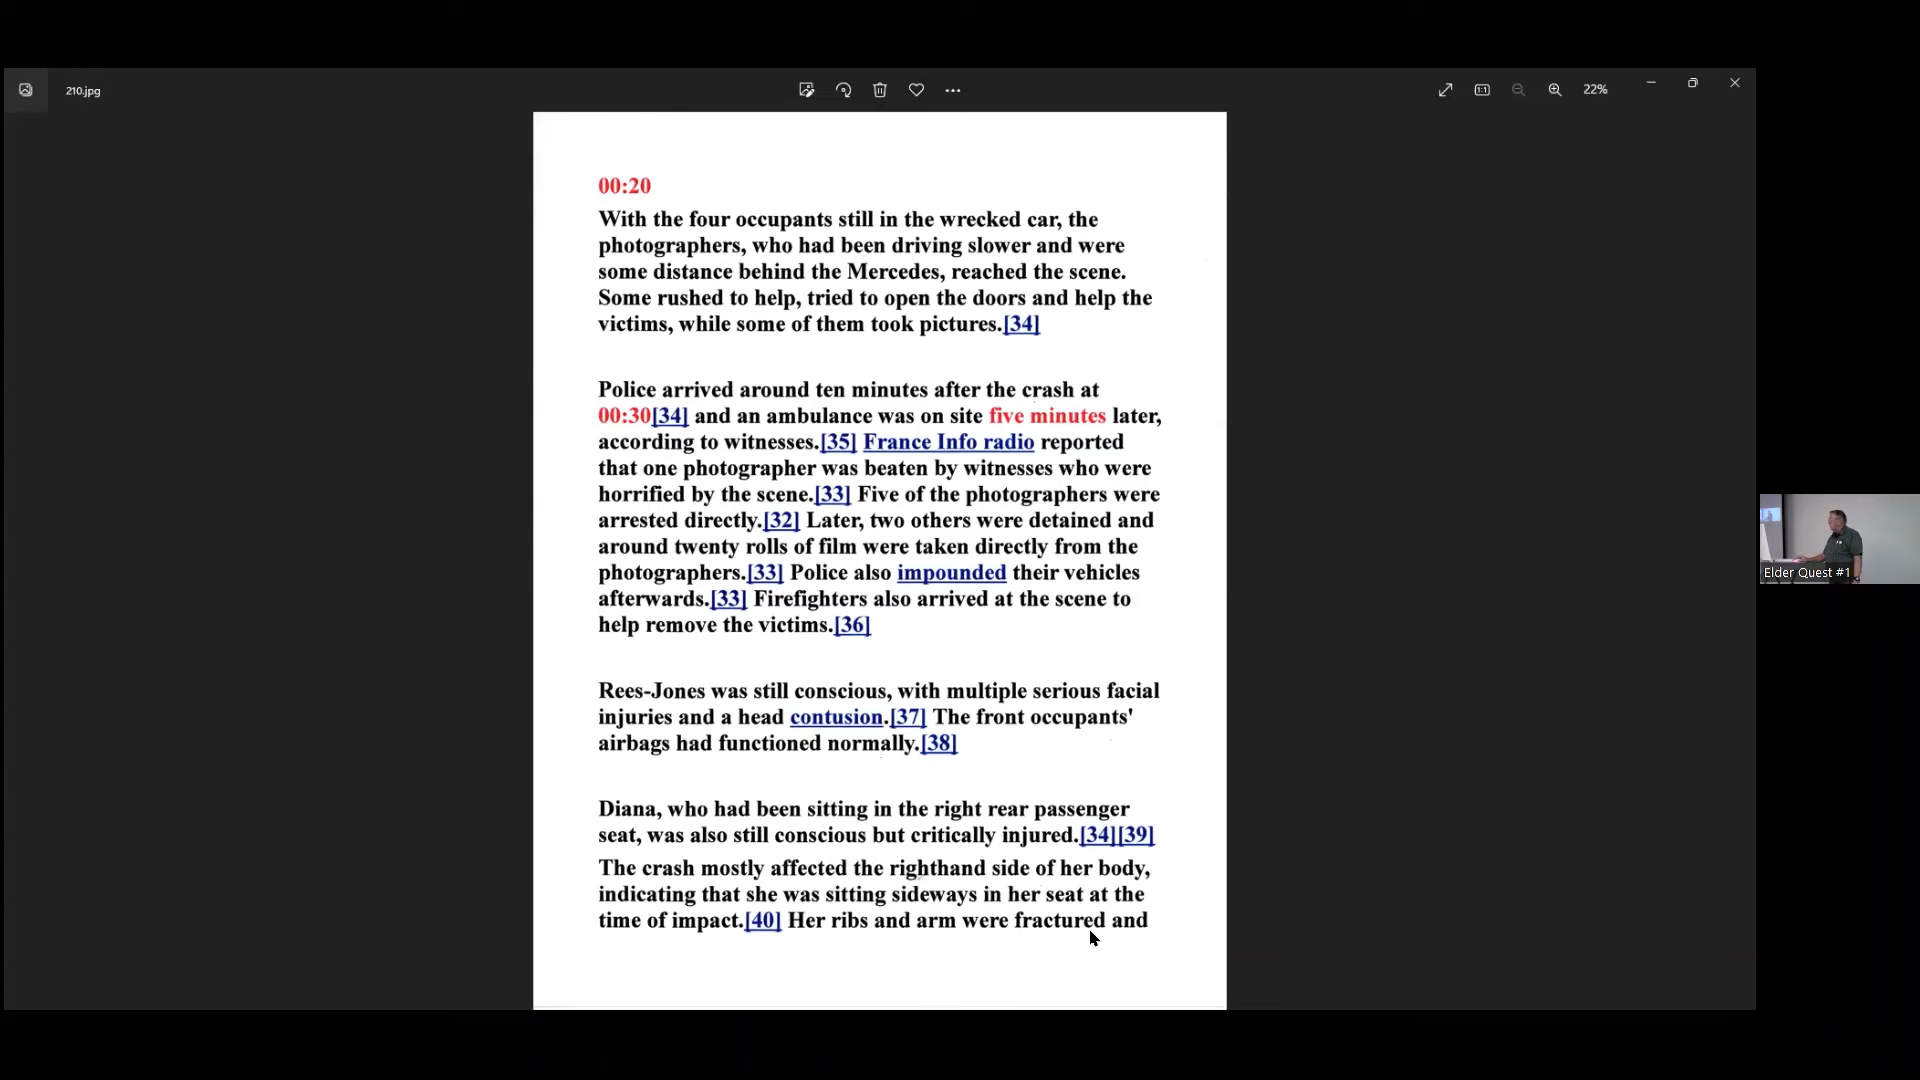 210.jpg
22%
00:20
With the four occupants still in the wrecked car, the
photographers, who had been driving slower and were
some distance behind the Mercedes, reached the scene.
Some rushed to help, tried to open the doors and help the
victims, while some of them took pictures.[34]
Police arrived around ten minutes after the crash at
00:30[34] and an ambulance was on site five minutes later,
according to witnesses.[35] France Info radio reported
that one photographer was beaten by witnesses who were
horrified by the scene.[33] Five of the photographers were
arrested directly.[32] Later, two others were detained and
around twenty rolls of film were taken directly from the
photographers.[33] Police also impounded their vehicles
afterwards.[33] Firefighters also arrived at the scene to
help remove the victims.[36]
Rees-Jones was still conscious, with multiple serious facial
injuries and a head contusion.[37] The front occupants'
airbags had functioned normally.[38]
Diana, who had been sitting in the right rear passenger
seat, was also still conscious but critically injured.[34][39]
The crash mostly affected the righthand side of her body,
indicating that she was sitting sideways in her seat at the
time of impact.[40] Her ribs and arm were fractured and
Elder Quest #1